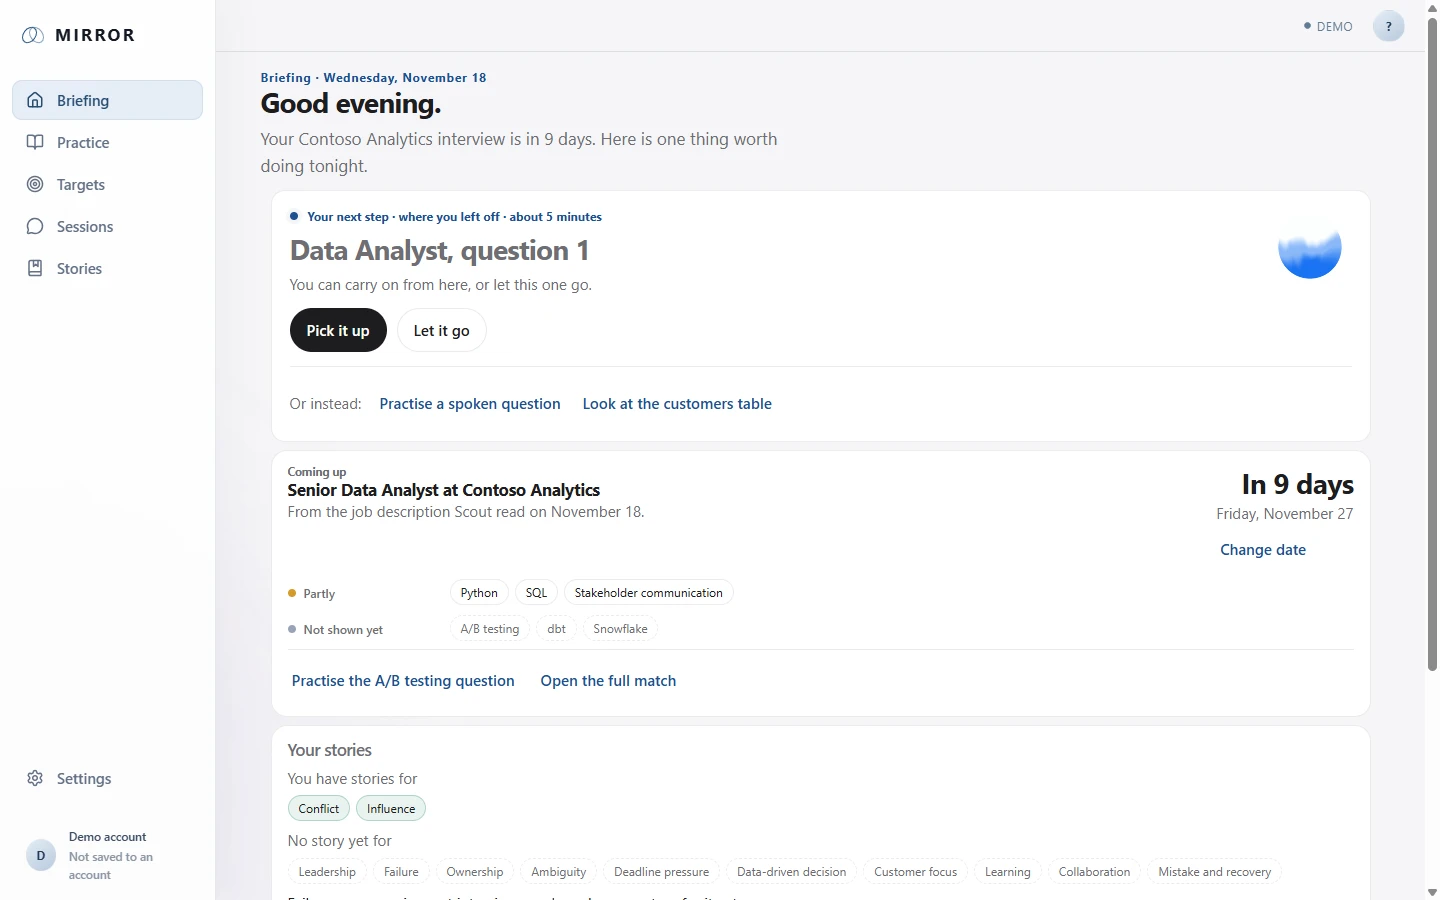 MIRROR
DEMO
?
Briefing
Practice
Targets
Sessions
Stories
Settings
D
Demo account
Not saved to an
account
Briefing · Wednesday, November 18
Good evening.
Your Contoso Analytics interview is in 9 days. Here is one thing worth
doing tonight.
Your next step · where you left off · about 5 minutes
Data Analyst, question 1
You can carry on from here, or let this one go.
Pick it up
Let it go
Or instead:
Practise a spoken question
Look at the customers table
Coming up
Senior Data Analyst at Contoso Analytics
From the job description Scout read on November 18.
In 9 days
Friday, November 27
Change date
Partly
Python
SQL
Stakeholder communication
Not shown yet
A/B testing
dbt
Snowflake
Practise the A/B testing question
Open the full match
Your stories
You have stories for
Conflict
Influence
No story yet for
Leadership
Failure
Ownership
Ambiguity
Deadline pressure
Data-driven decision
Customer focus
Learning
Collaboration
Mistake and recovery